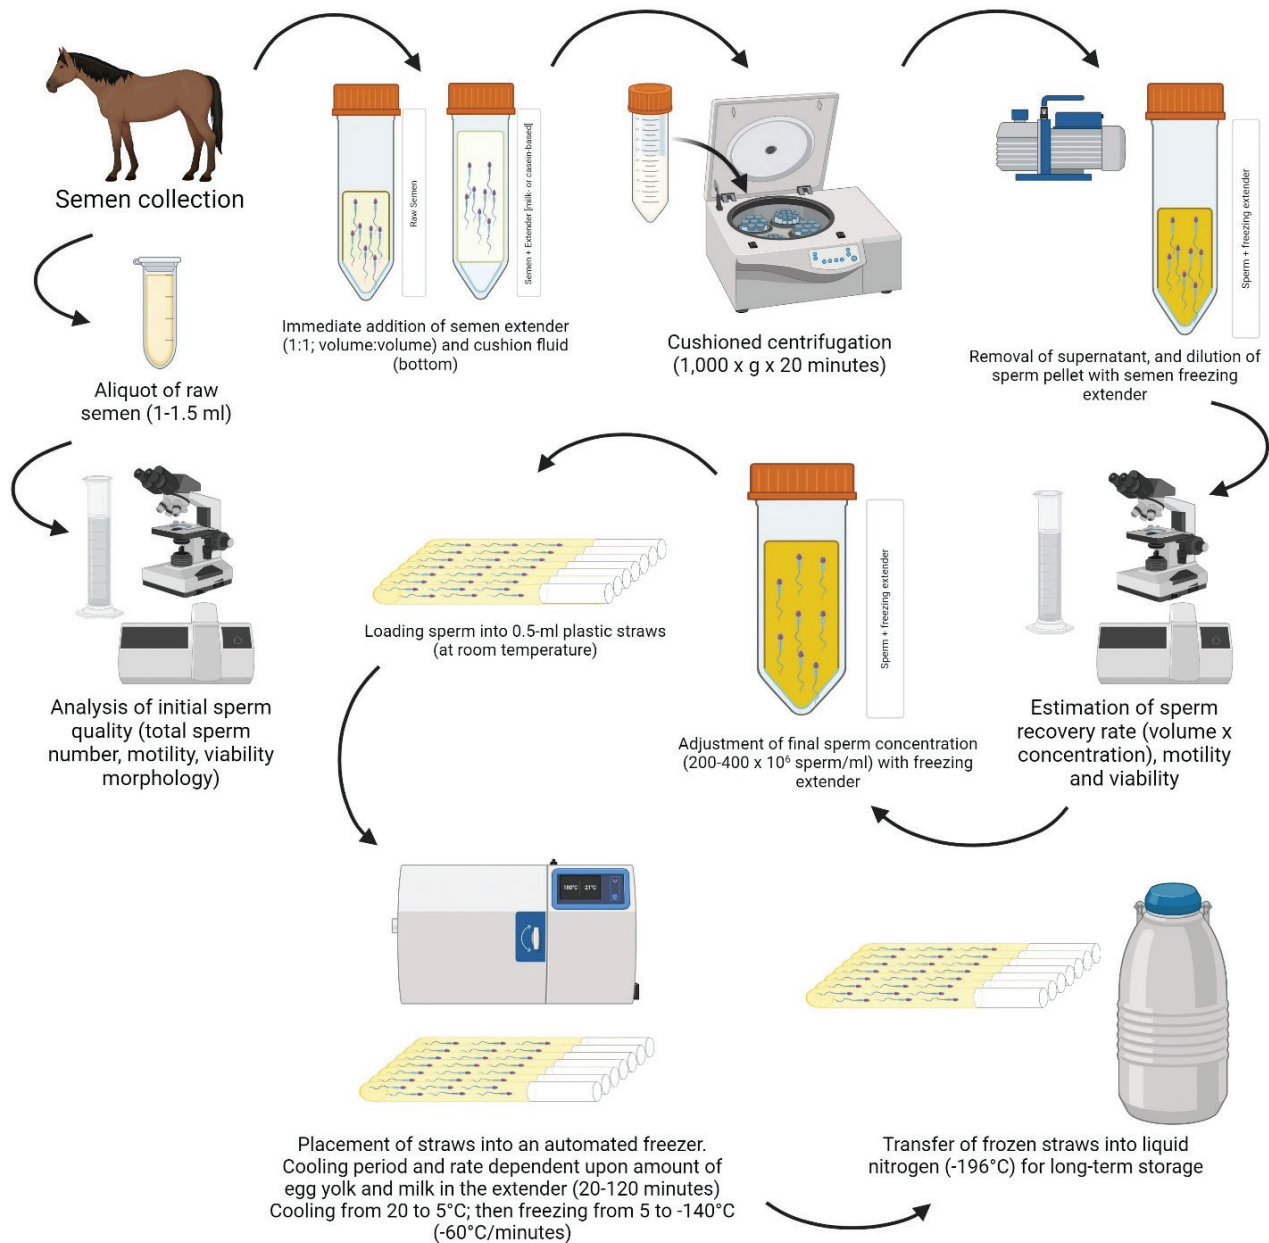 Semen collection
Aliquot of raw
semen (1-1.5 ml)
Analysis of initial sperm
quality (total sperm
number, motility, viability
morphology)
Raw Semen
Semen + Extender [milk- or casein-based]
Immediate addition of semen extender
(1:1; volume:volume) and cushion fluid
(bottom)
Cushioned centrifugation
(1,000 x g x 20 minutes)
Sperm + freezing extender
Removal of supernatant, and dilution of
sperm pellet with semen freezing
extender
Estimation of sperm
recovery rate (volume x
concentration), motility
and viability
Sperm + freezing extender
Adjustment of final sperm concentration
(200-400 x 10⁶ sperm/ml) with freezing
extender
Loading sperm into 0.5-ml plastic straws
(at room temperature)
180°C 21°C
Placement of straws into an automated freezer.
Cooling period and rate dependent upon amount of
egg yolk and milk in the extender (20-120 minutes)
Cooling from 20 to 5°C; then freezing from 5 to -140°C
(-60°C/minutes)
Transfer of frozen straws into liquid
nitrogen (-196°C) for long-term storage